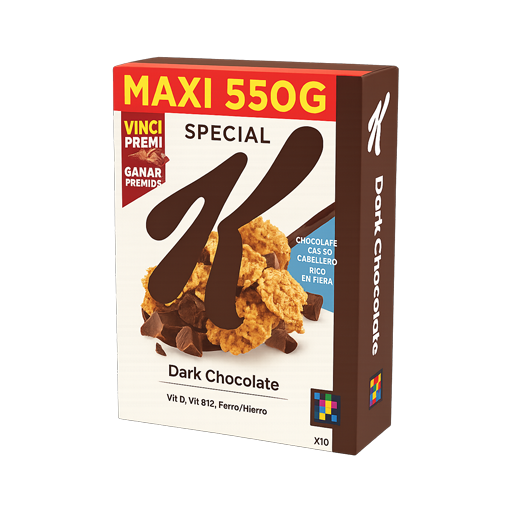 MAXI 550G
VINCI
PREMI
GANAR
PREMIDS
SPECIAL
K
CHOCOLAFE
CAS SO
CABELLERO
RICO
EN FIERA
Dark Chocolate
Vit D, Vit 812, Ferro/Hierro
X10
K
Dark Chocolate